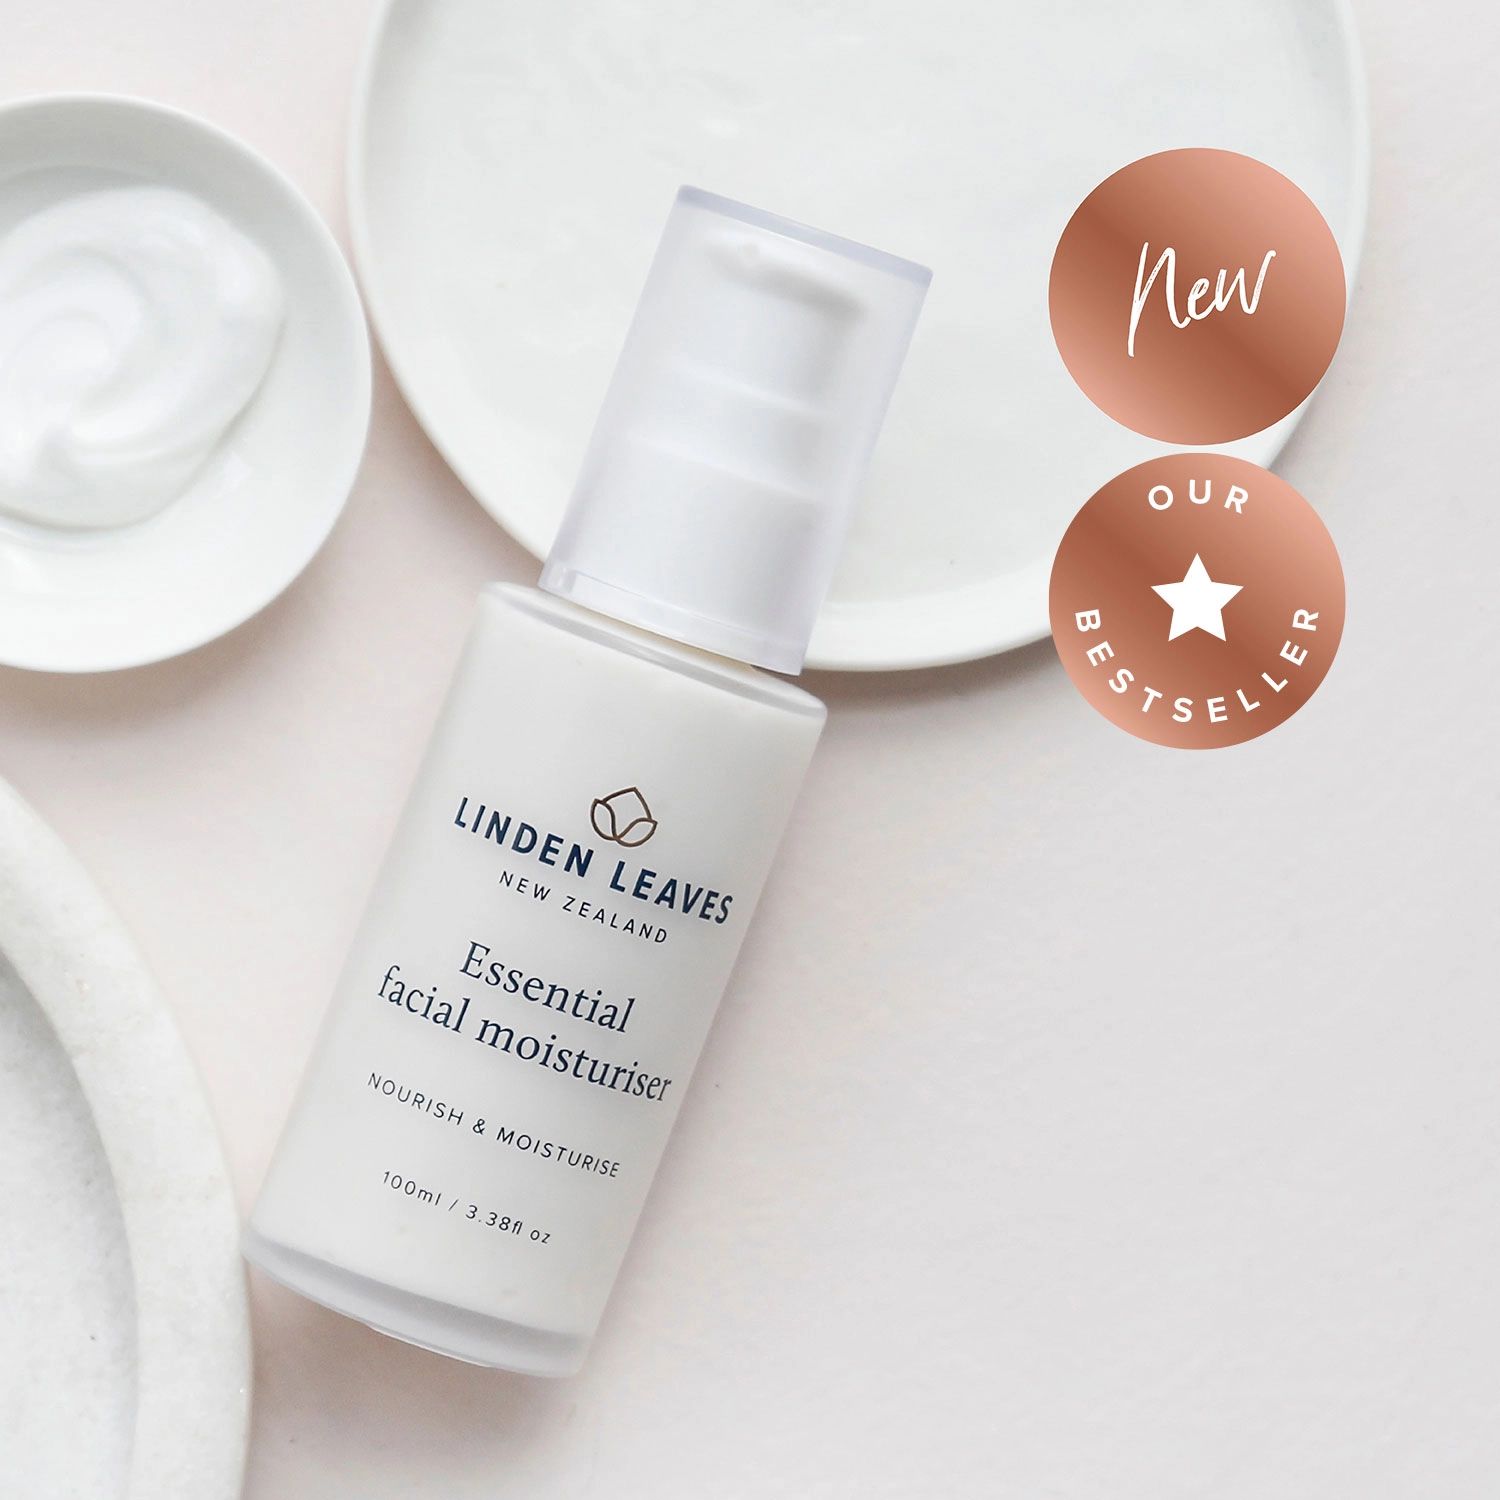 New
OUR
BESTSELLER
LINDEN LEAVES
NEW ZEALAND
Essential
facial moisturiser
NOURISH & MOISTURISE
100ml / 3.38fl oz